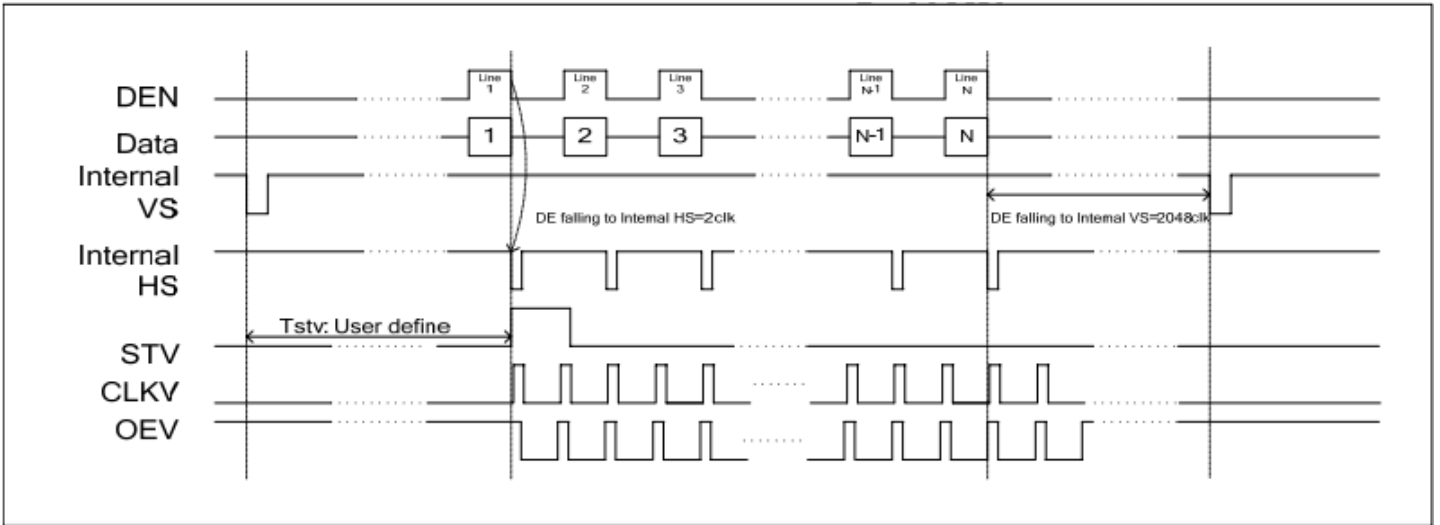 DEN
Line 1
Line 2
Line 3
Line N-1
Line N
Data
1
2
3
N-1
N
Internal
VS
DE falling to Internal HS=2clk
DE falling to Internal VS=2048clk
Internal
HS
Tstv: User define
STV
CLKV
OEV